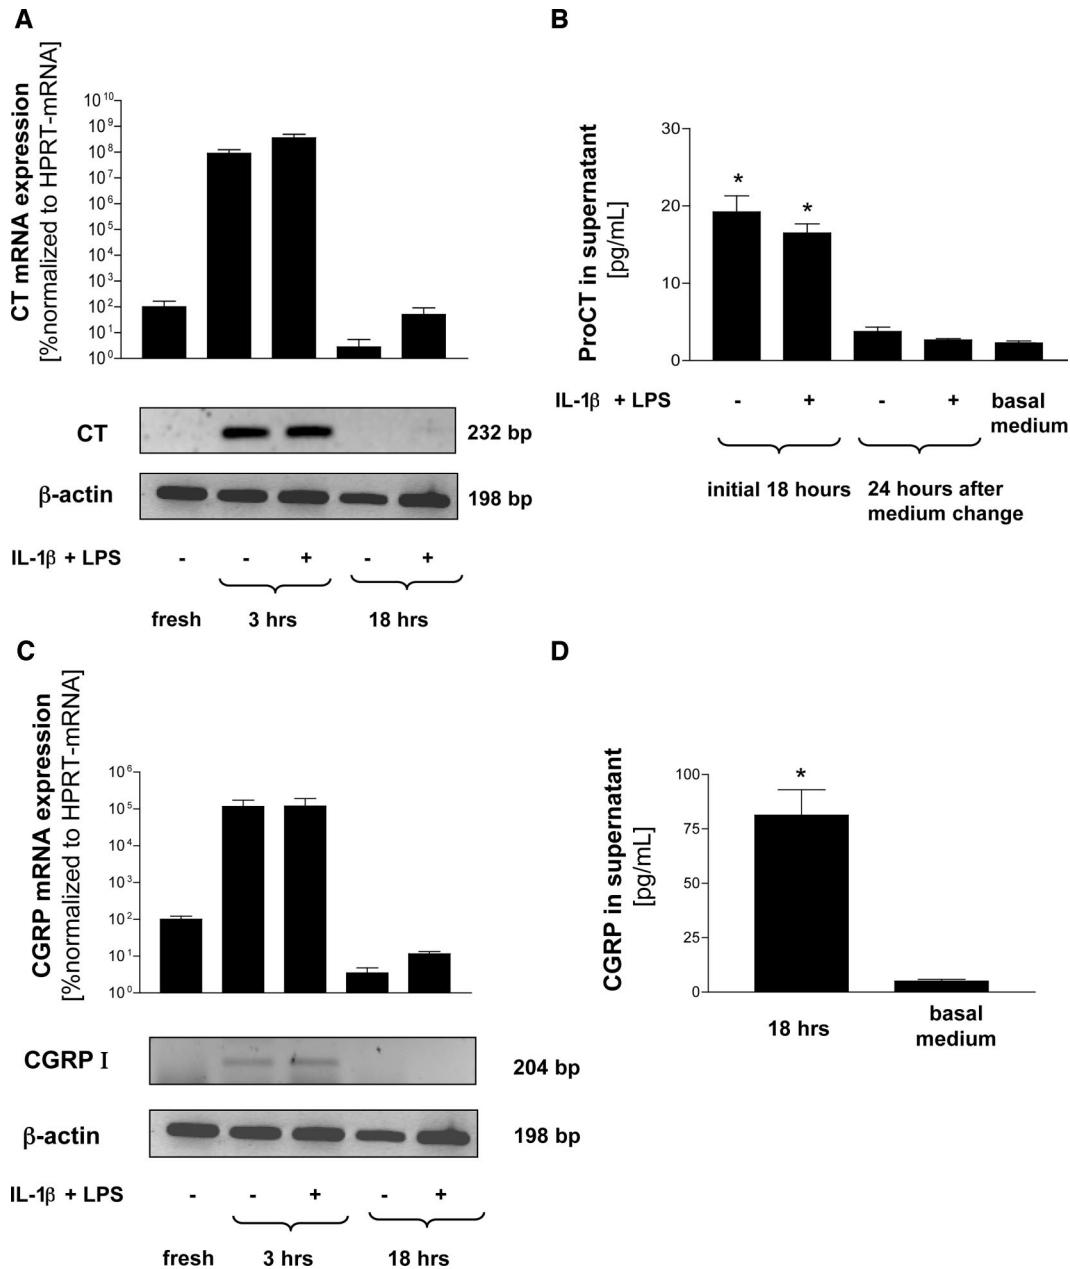 A
CT mRNA expression
[%normalized to HPRT-mRNA]
10^10
10^9
10^8
10^7
10^6
10^5
10^4
10^3
10^2
10^1
10^0
CT
232 bp
β-actin
198 bp
IL-1β + LPS - - + - +
fresh 3 hrs 18 hrs
B
ProCT in supernatant
[pg/mL]
30
20
10
0
* *
IL-1β + LPS - + - + basal
medium
initial 18 hours 24 hours after
medium change
C
CGRP mRNA expression
[%normalized to HPRT-mRNA]
10^6
10^5
10^4
10^3
10^2
10^1
10^0
CGRP I
204 bp
β-actin
198 bp
IL-1β + LPS - - + - +
fresh 3 hrs 18 hrs
D
CGRP in supernatant
[pg/mL]
100
75
50
25
0
*
18 hrs basal
medium